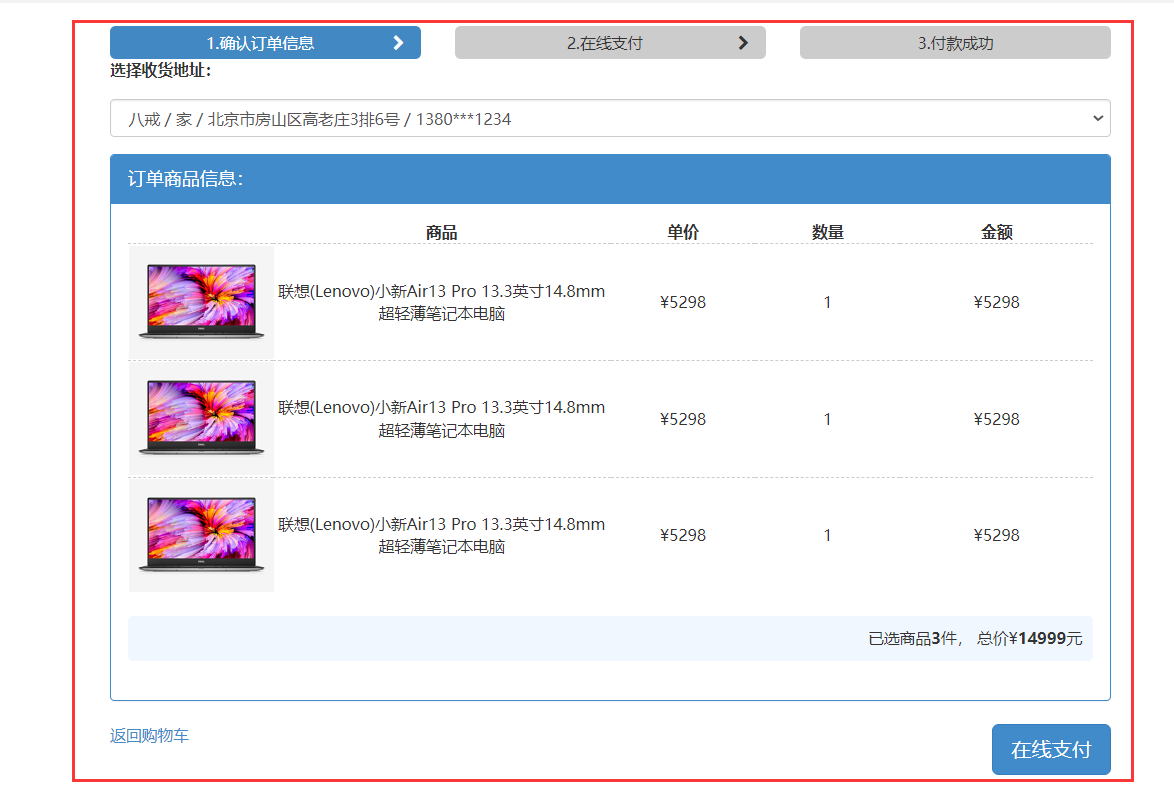 1.确认订单信息
2.在线支付
3.付款成功
选择收货地址：
八戒 / 家 / 北京市房山区高老庄3排6号 / 1380***1234
订单商品信息：
商品 单价 数量 金额
联想(Lenovo)小新Air13 Pro 13.3英寸14.8mm
超轻薄笔记本电脑
¥5298 1 ¥5298
联想(Lenovo)小新Air13 Pro 13.3英寸14.8mm
超轻薄笔记本电脑
¥5298 1 ¥5298
联想(Lenovo)小新Air13 Pro 13.3英寸14.8mm
超轻薄笔记本电脑
¥5298 1 ¥5298
已选商品3件， 总价¥14999元
返回购物车
在线支付